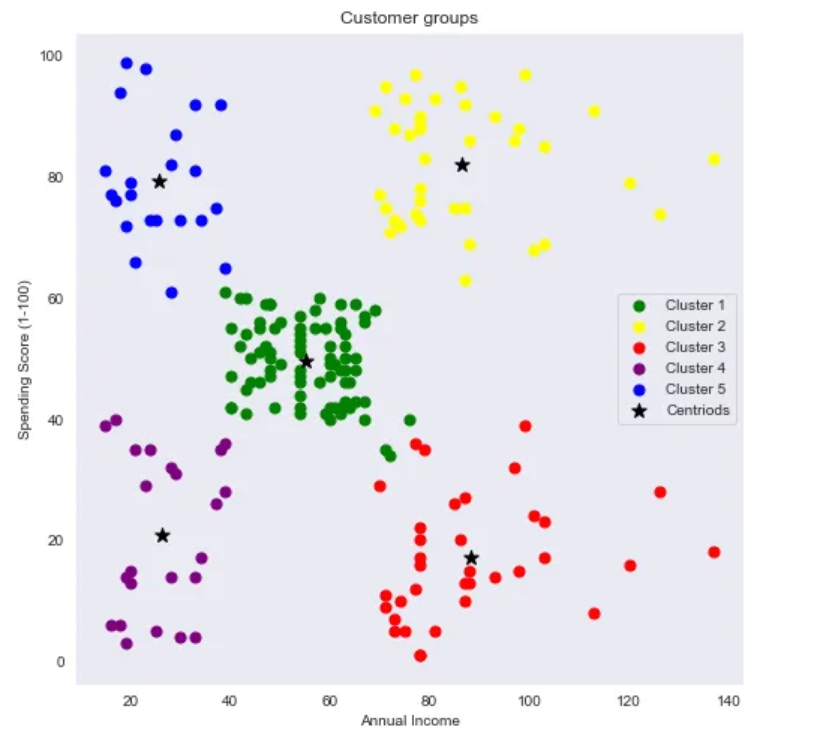 Customer groups
100
80
60
40
20
0
Spending Score (1-100)
Cluster 1
Cluster 2
Cluster 3
Cluster 4
Cluster 5
Centriods
20 40 60 80 100 120 140
Annual Income